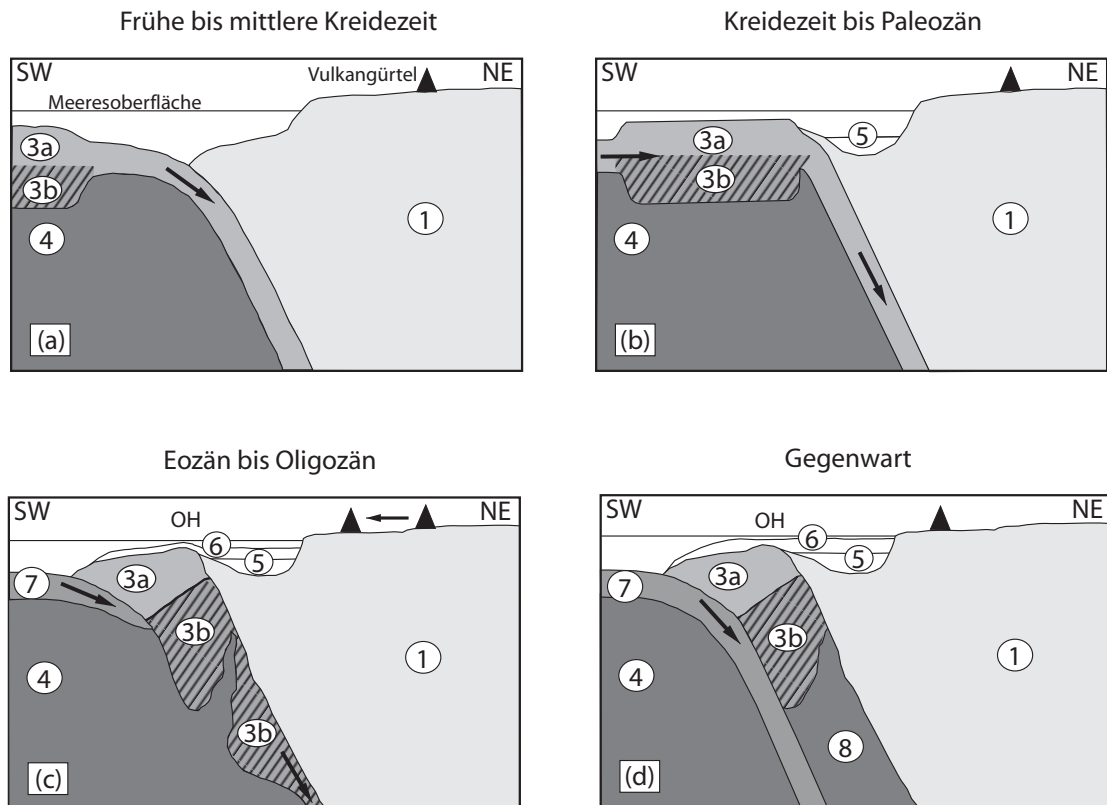 Frühe bis mittlere Kreidezeit
SW
Vulkangürtel
NE
Meeresoberfläche
3a
3b
4
1
(a)
Kreidezeit bis Paleozän
SW
NE
3a
5
3b
4
1
(b)
Eozän bis Oligozän
SW
OH
NE
6
5
7
3a
3b
1
4
3b
(c)
Gegenwart
SW
OH
NE
6
5
7
3a
3b
1
4
8
(d)